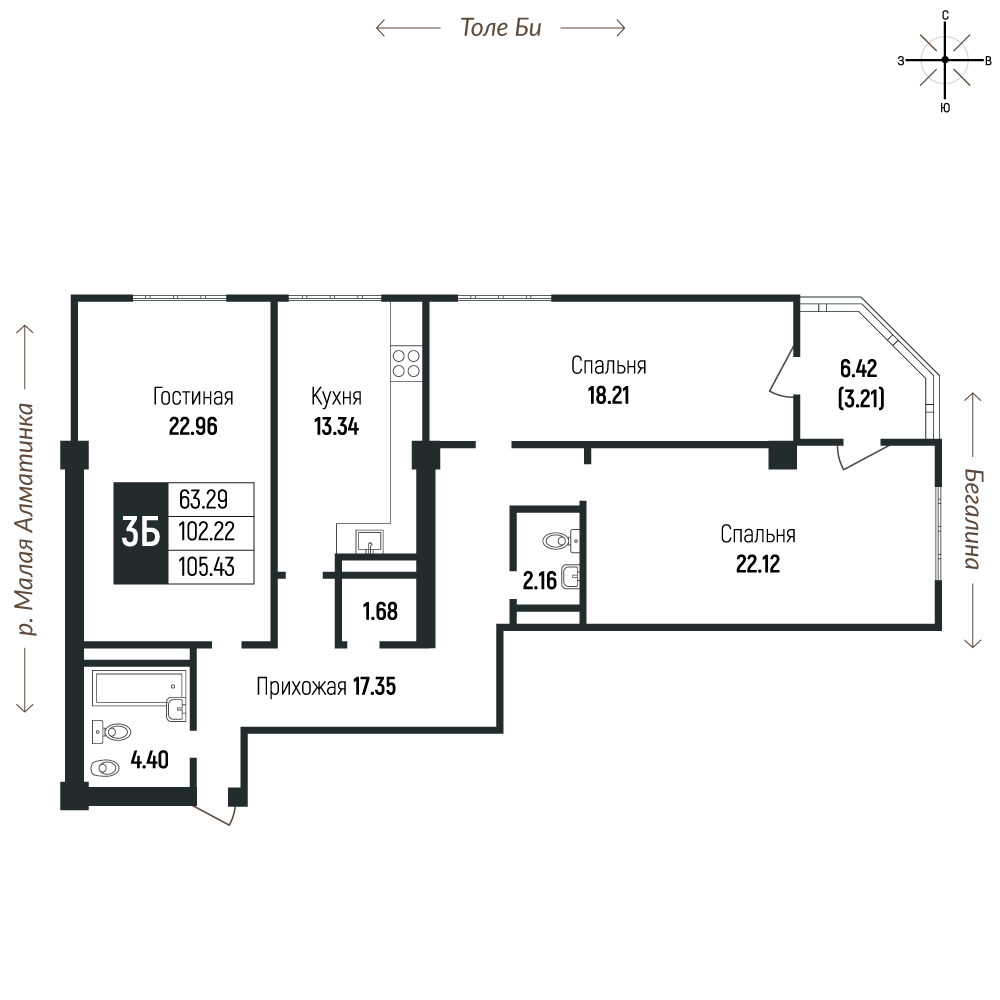 Толе Би
С
З
В
Ю
р. Малая Алматинка
Бегалина
Гостиная
22.96
Кухня
13.34
Спальня
18.21
6.42
(3.21)
3Б
63.29
102.22
105.43
Спальня
22.12
2.16
1.68
Прихожая 17.35
4.40